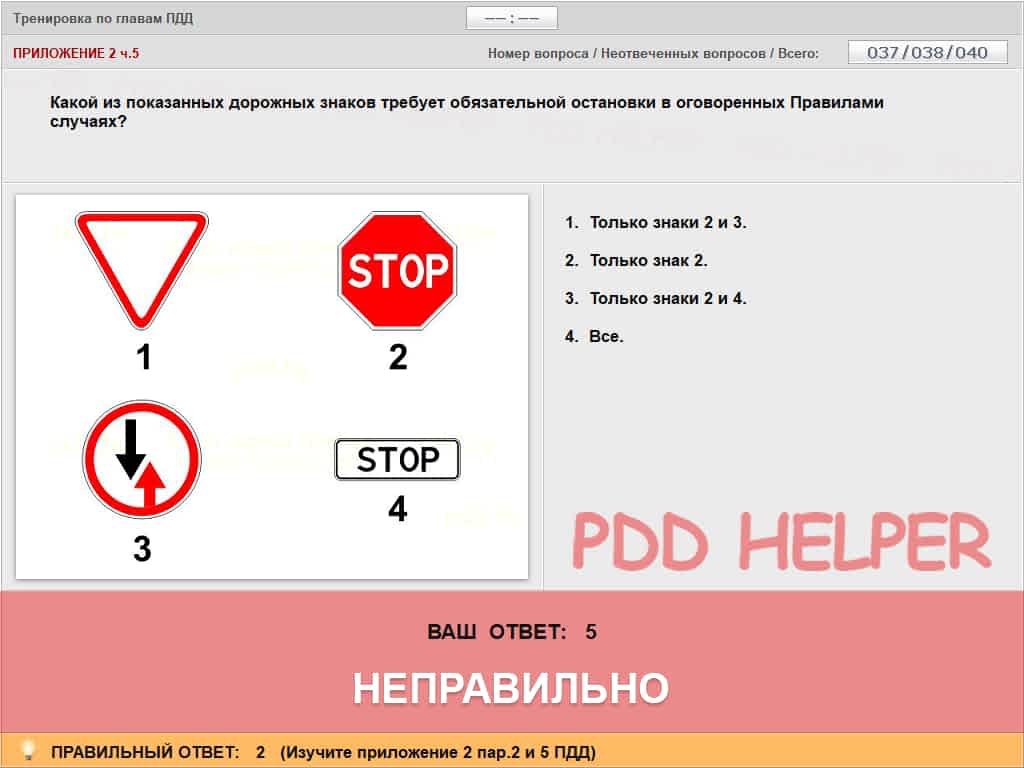 Тренировка по главам ПДД
–– : ––
ПРИЛОЖЕНИЕ 2 ч.5
Номер вопроса / Неотвеченных вопросов / Всего: 037/038/040
Какой из показанных дорожных знаков требует обязательной остановки в оговоренных Правилами
случаях?
STOP
1
2
STOP
3
4
1. Только знаки 2 и 3.
2. Только знак 2.
3. Только знаки 2 и 4.
4. Все.
PDD HELPER
ВАШ ОТВЕТ: 5
НЕПРАВИЛЬНО
ПРАВИЛЬНЫЙ ОТВЕТ: 2 (Изучите приложение 2 пар.2 и 5 ПДД)